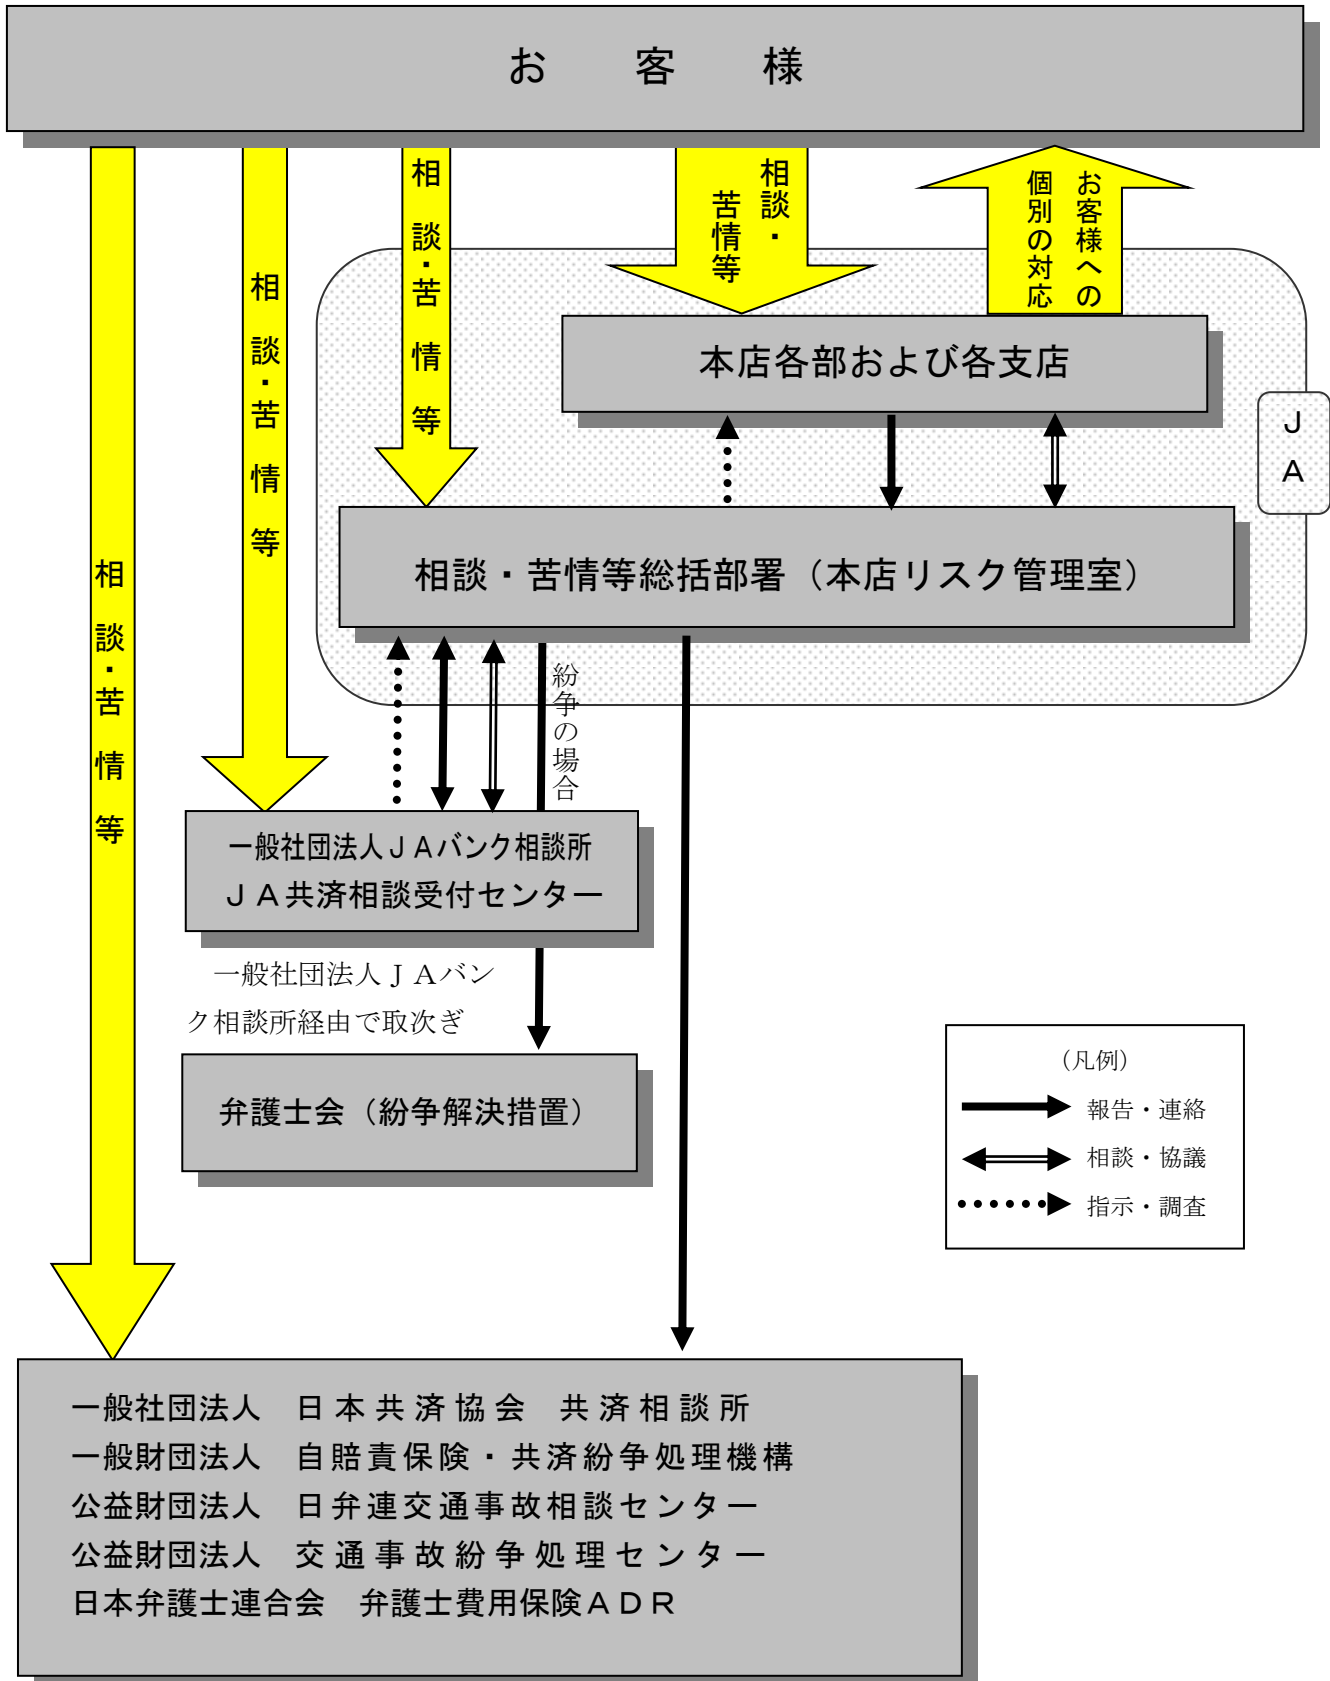 お　客　様
相　談・苦　情　等
相　談・苦　情　等
相　談・苦　情　等
相談・
苦情等
お客様への
個別の対応
本店各部および各支店
ＪＡ
相談・苦情等総括部署（本店リスク管理室）
紛争の場合
一般社団法人ＪＡバンク相談所
ＪＡ共済相談受付センター
一般社団法人ＪＡバン
ク相談所経由で取次ぎ
弁護士会（紛争解決措置）
（凡例）
報告・連絡
相談・協議
指示・調査
一般社団法人　日本共済協会　共済相談所
一般財団法人　自賠責保険・共済紛争処理機構
公益財団法人　日弁連交通事故相談センター
公益財団法人　交通事故紛争処理センター
日本弁護士連合会　弁護士費用保険ＡＤＲ